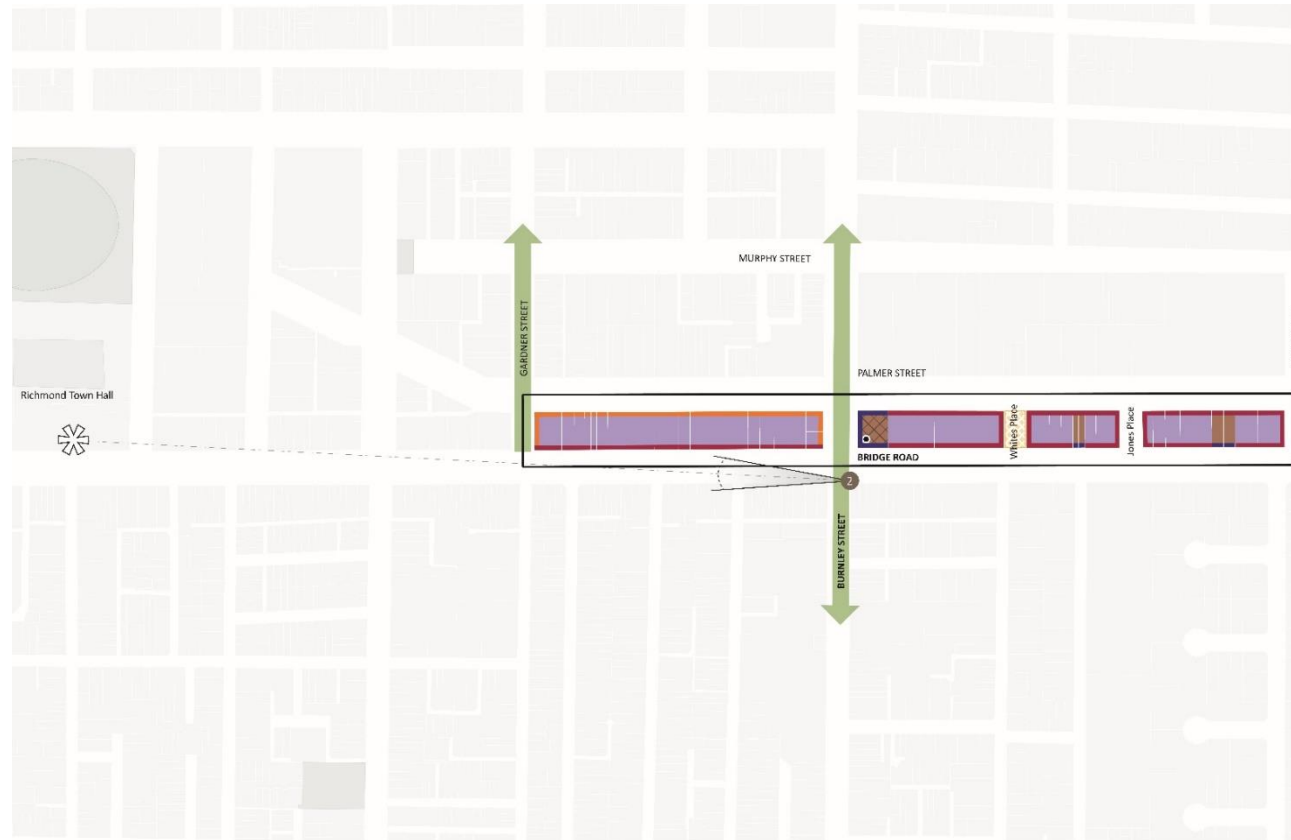 MURPHY STREET
GARDNER STREET
PALMER STREET
Richmond Town Hall
Whites Place
Jones Place
BRIDGE ROAD
2
BURNLEY STREET